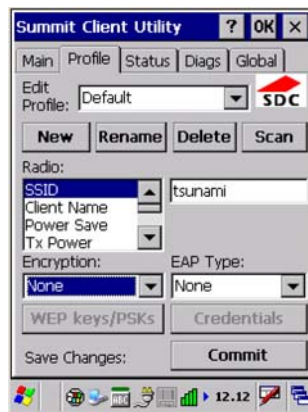 Summit Client Utility ? OK ×
Main Profile Status Diags Global
Edit Profile: Default
SDC
New Rename Delete Scan
Radio:
SSID tsunami
Client Name
Power Save
Tx Power
Encryption: EAP Type:
None None
WEP keys/PSKs Credentials
Save Changes: Commit
ABC 12.12